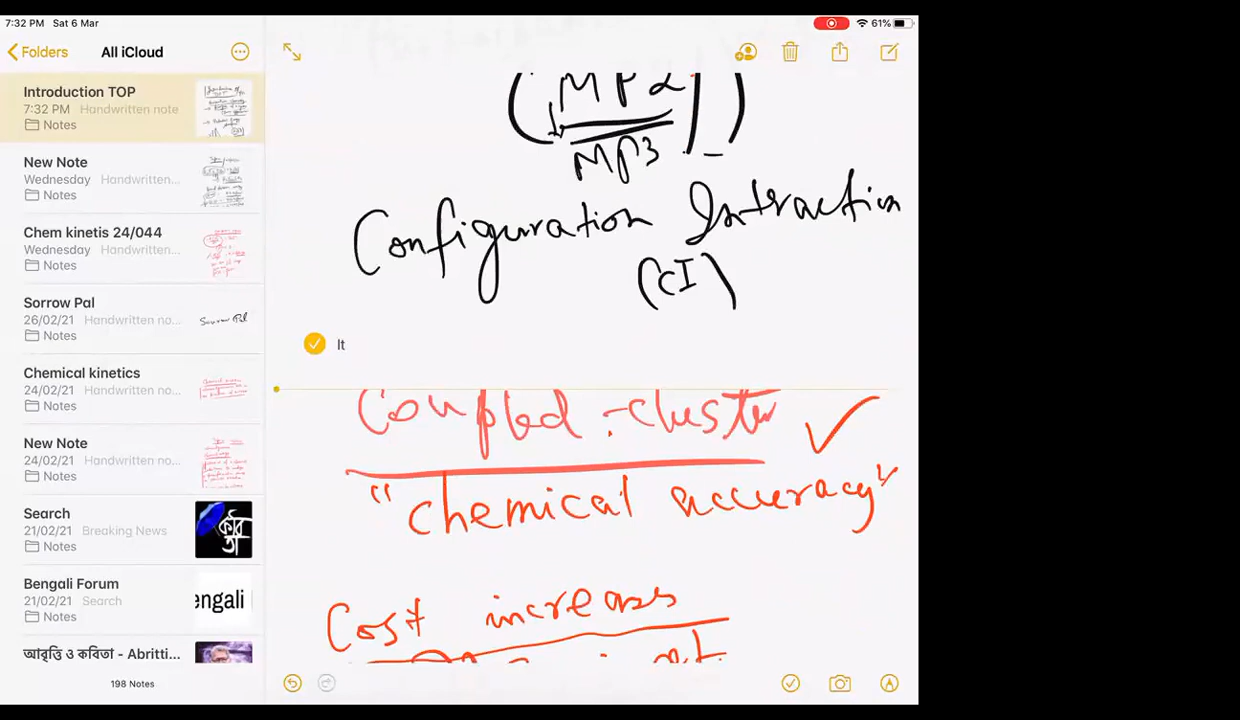 7:32 PM Sat 6 Mar
61%
Folders
All iCloud
Introduction TOP
7:32 PM Handwritten note
Notes
New Note
Wednesday Handwritten...
Notes
Chem kinetis 24/044
Wednesday Handwritten...
Notes
Sorrow Pal
26/02/21 Handwritten no...
Notes
Chemical kinetics
24/02/21 Handwritten no...
Notes
New Note
24/02/21 Handwritten no...
Notes
Search
21/02/21 Breaking News
Notes
Bengali Forum
21/02/21 Search
Notes
engali
আবৃত্তি ও কবিতা - Abritti...
198 Notes
(MP2)
MP3
Configuration Interaction
(CI)
It
Coupled-cluster
"chemical accuracy"
Cost increases